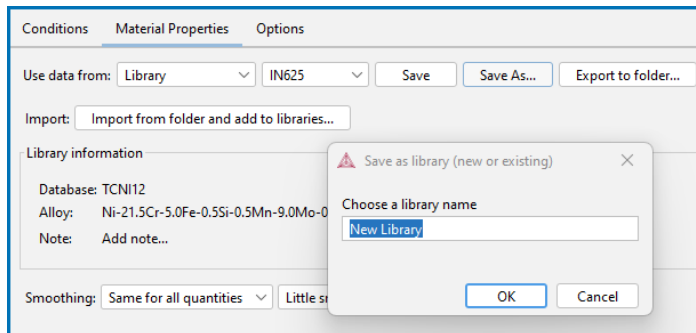 Conditions Material Properties Options
Use data from: Library IN625 Save Save As... Export to folder...
Import: Import from folder and add to libraries...
Library information
Save as library (new or existing)
Database: TCNI12
Choose a library name
Alloy: Ni-21.5Cr-5.0Fe-0.5Si-0.5Mn-9.0Mo-0
New Library
Note: Add note...
Smoothing: Same for all quantities Little
OK Cancel